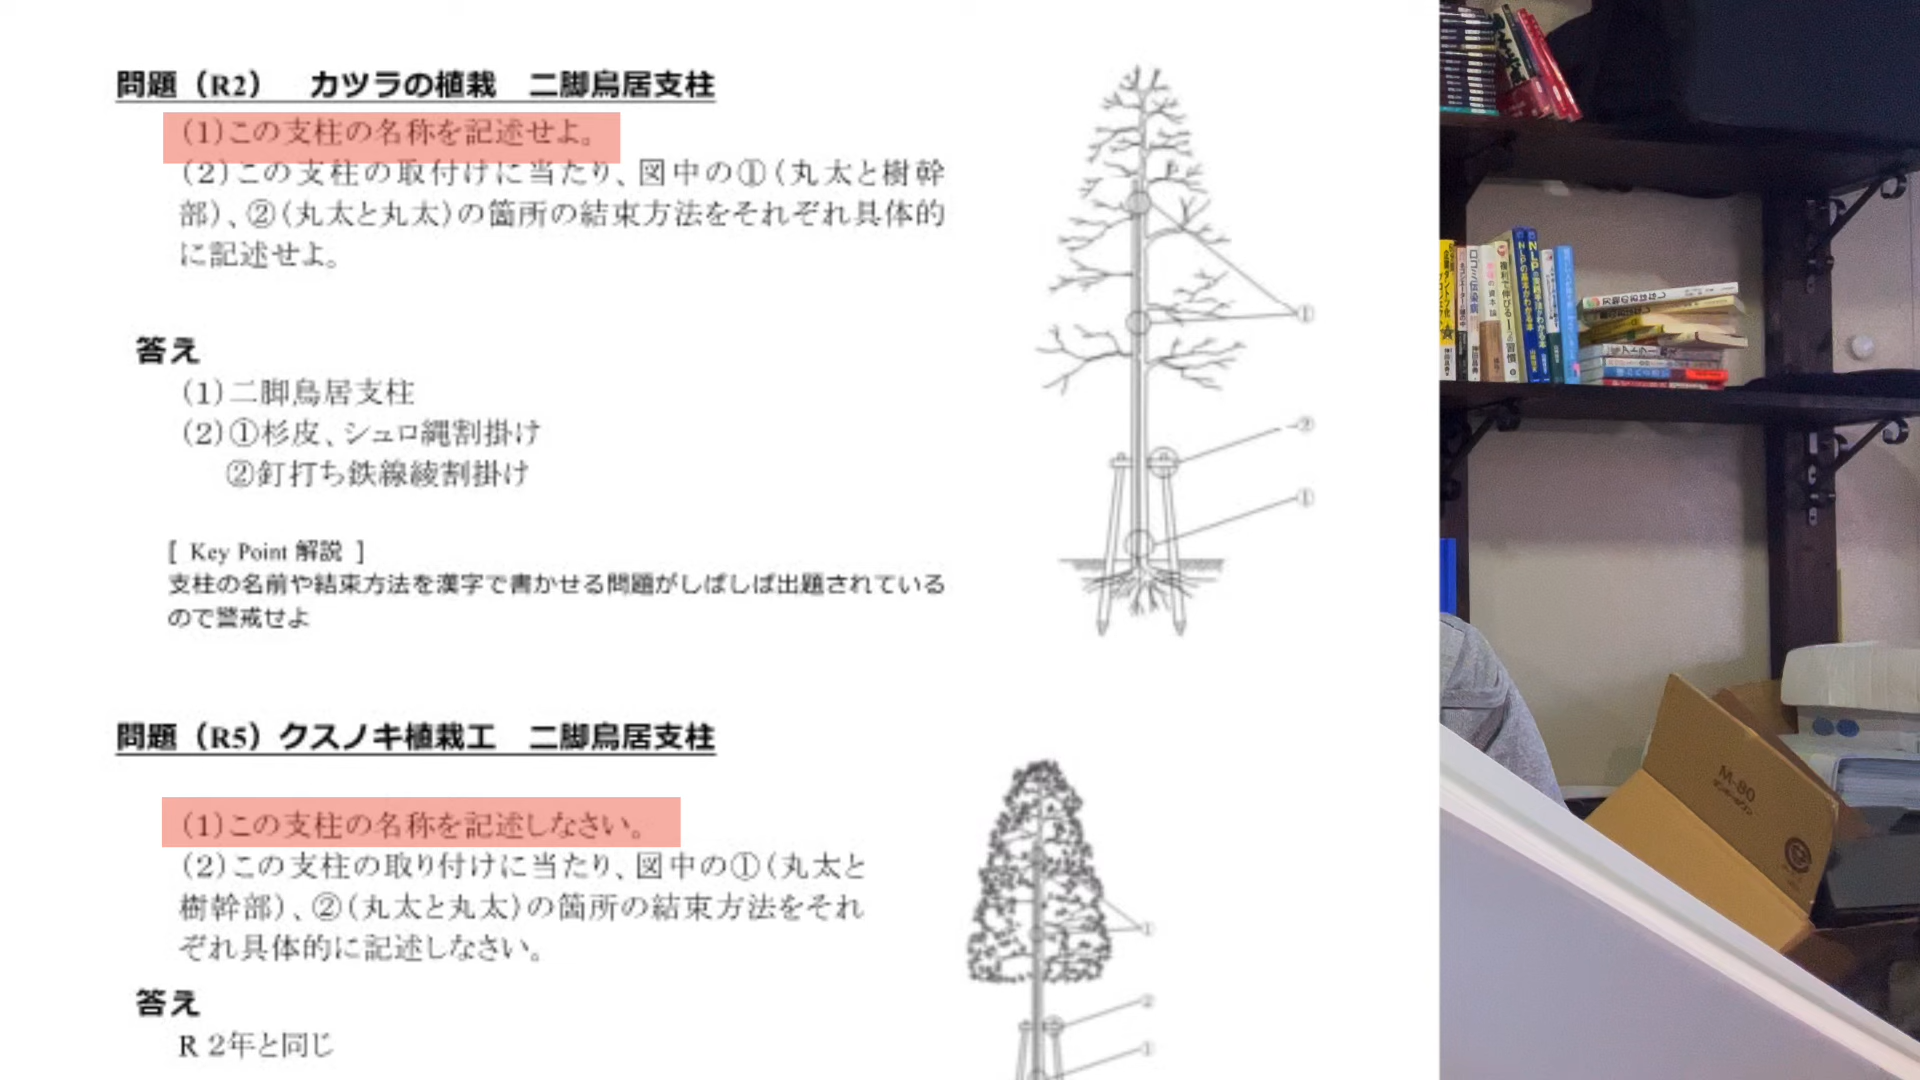 問題（R2）　カツラの植栽　二脚鳥居支柱
（1）この支柱の名称を記述せよ。
（2）この支柱の取付けに当たり、図中の①（丸太と樹幹
部）、②（丸太と丸太）の箇所の結束方法をそれぞれ具体的
に記述せよ。
答え
（1）二脚鳥居支柱
（2）①杉皮、シュロ縄割掛け
②釘打ち鉄線綾割掛け
[ Key Point 解説 ]
支柱の名前や結束方法を漢字で書かせる問題がしばしば出題されている
ので警戒せよ
①
②
①
問題（R5）クスノキ植栽工　二脚鳥居支柱
（1）この支柱の名称を記述しなさい。
（2）この支柱の取り付けに当たり、図中の①（丸太と
樹幹部）、②（丸太と丸太）の箇所の結束方法をそれ
ぞれ具体的に記述しなさい。
答え
R 2年と同じ
①
②
①
M-80